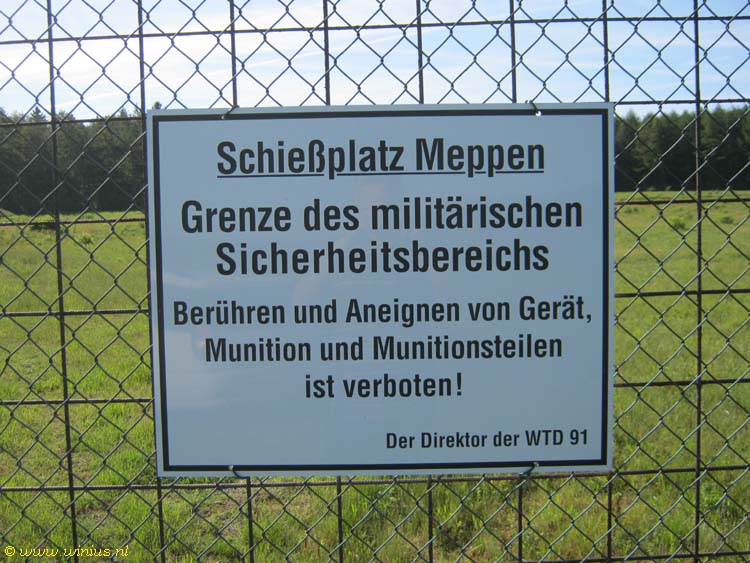 Schießplatz Meppen
Grenze des militärischen
Sicherheitsbereichs
Berühren und Aneignen von Gerät,
Munition und Munitionsteilen
ist verboten!
Der Direktor der WTD 91
© www.winius.nl